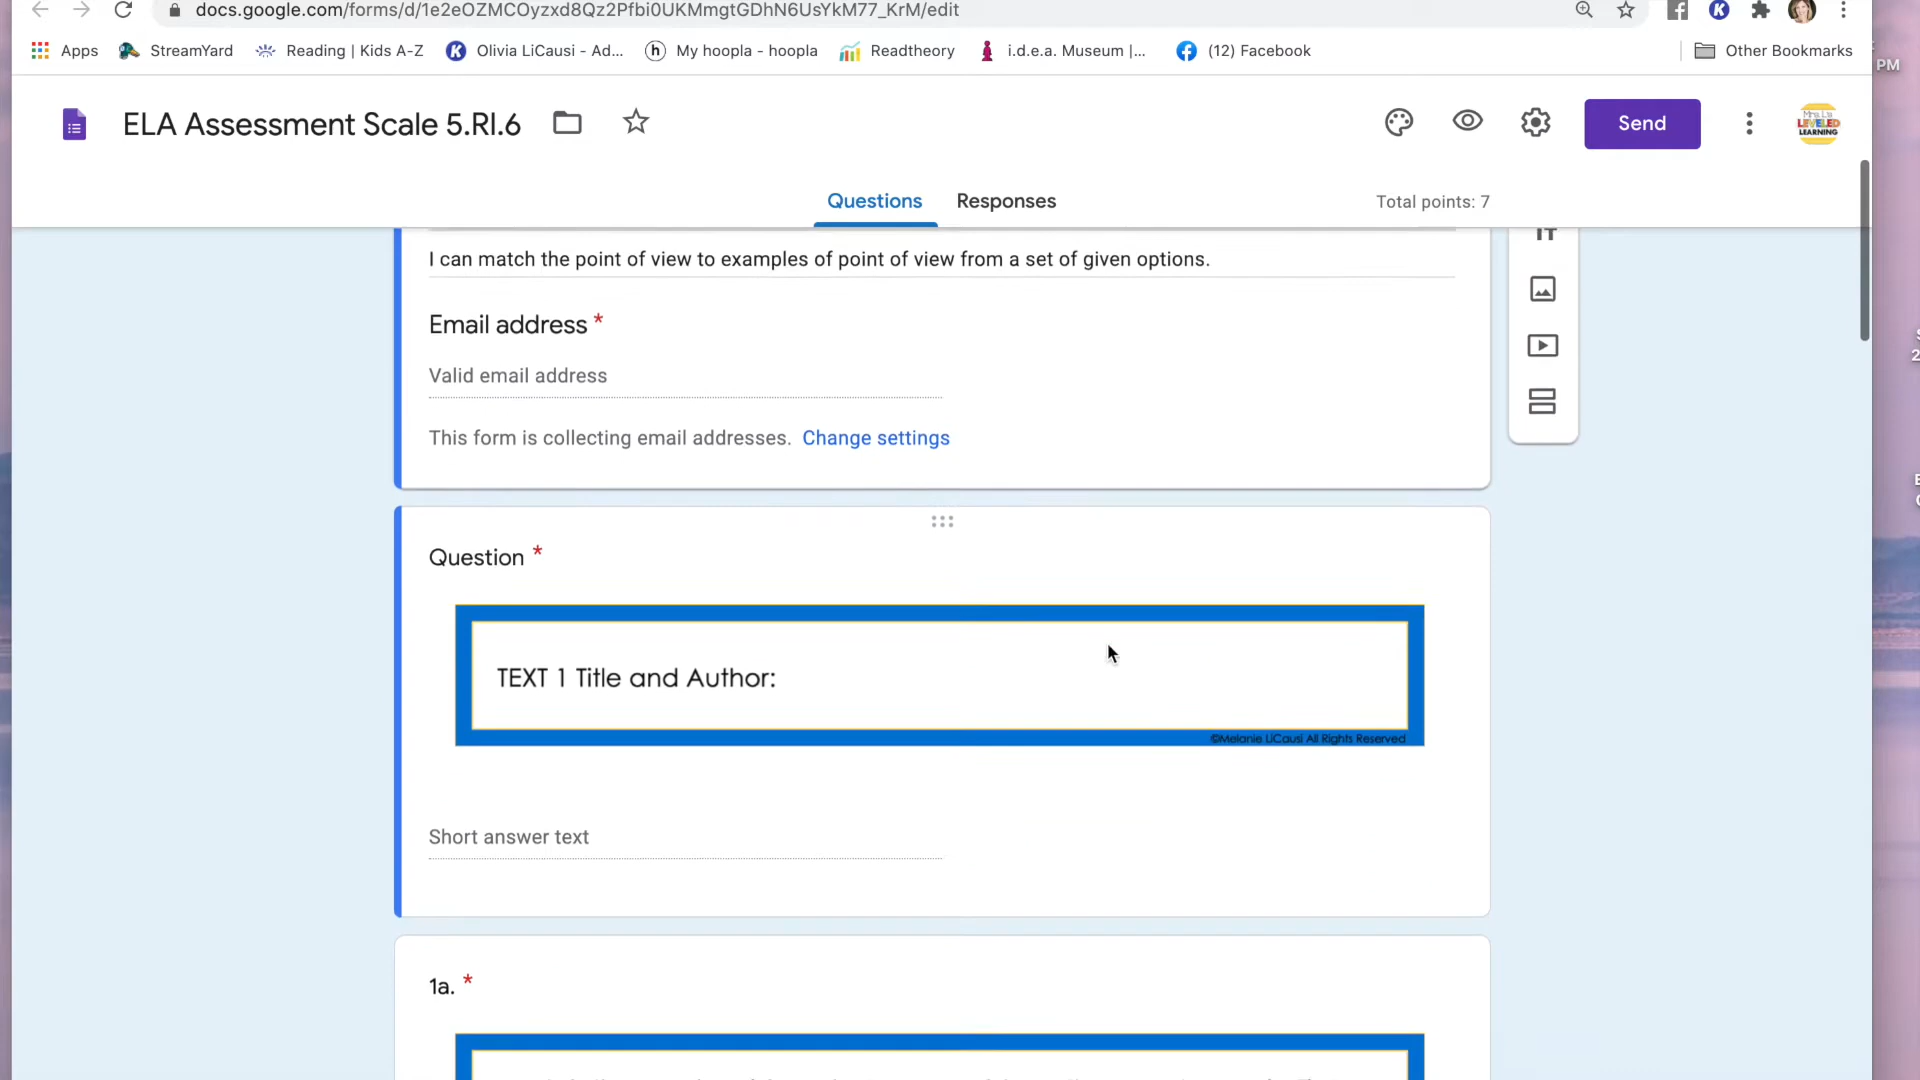 docs.google.com/forms/d/1e2eOZMCOyzxd8Qz2Pfbi0UKMmgtGDhN6UsYkM77_KrM/edit
Apps StreamYard Reading | Kids A-Z Olivia LiCausi - Ad... My hoopla - hoopla Readtheory i.d.e.a. Museum |... (12) Facebook Other Bookmarks
PM
ELA Assessment Scale 5.RI.6 Send Mrs. L's LEVELED LEARNING
Questions Responses Total points: 7
I can match the point of view to examples of point of view from a set of given options.
Email address *
Valid email address
This form is collecting email addresses. Change settings
Question *
TEXT 1 Title and Author:
©Melanie LiCausi All Rights Reserved
Short answer text
1a. *